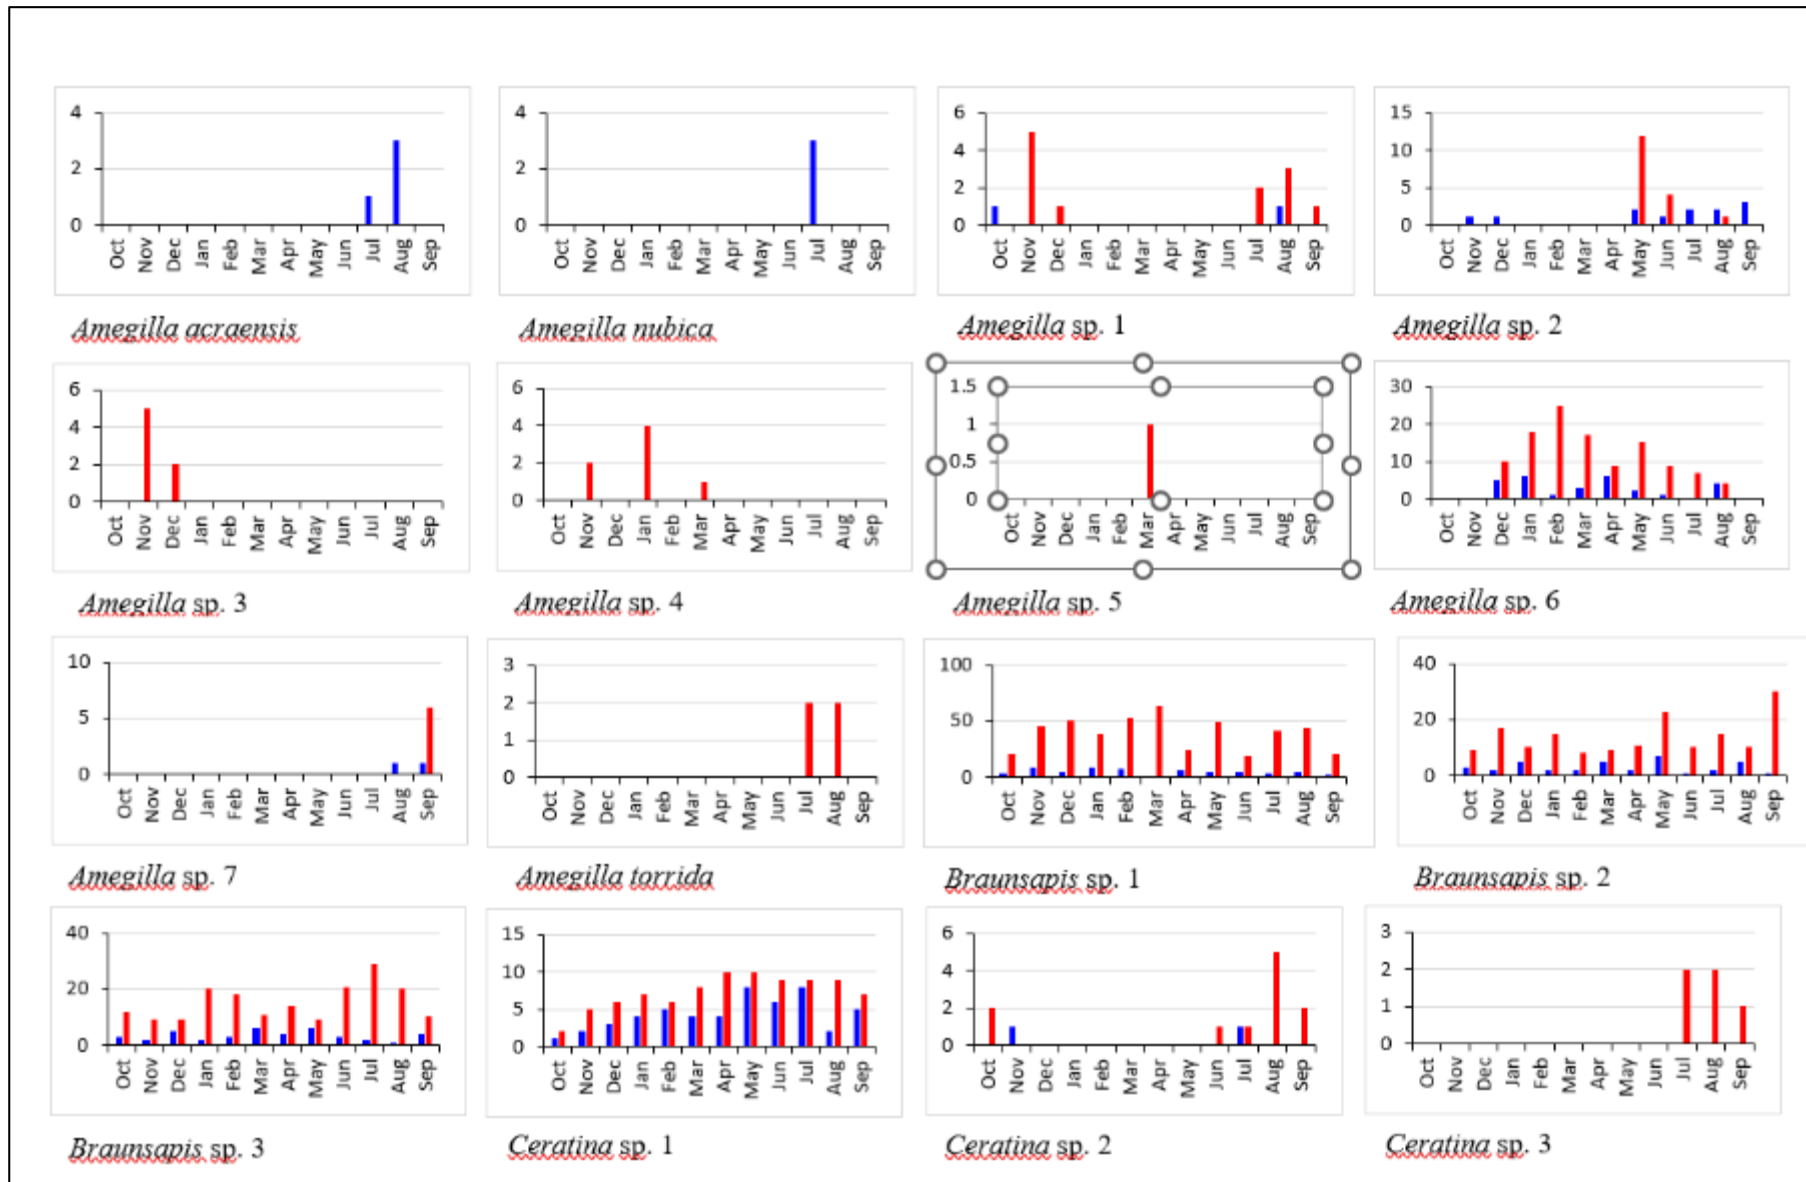 4
2
0
Oct Nov Dec Jan Feb Mar Apr May Jun Jul Aug Sep
Amegilla acraensis
4
2
0
Oct Nov Dec Jan Feb Mar Apr May Jun Jul Aug Sep
Amegilla nubica
6
4
2
0
Oct Nov Dec Jan Feb Mar Apr May Jun Jul Aug Sep
Amegilla sp. 1
15
10
5
0
Oct Nov Dec Jan Feb Mar Apr May Jun Jul Aug Sep
Amegilla sp. 2
6
4
2
0
Oct Nov Dec Jan Feb Mar Apr May Jun Jul Aug Sep
Amegilla sp. 3
6
4
2
0
Oct Nov Dec Jan Feb Mar Apr May Jun Jul Aug Sep
Amegilla sp. 4
1.5
1
0.5
0
Oct Nov Dec Jan Feb Mar Apr May Jun Jul Aug Sep
Amegilla sp. 5
30
20
10
0
Oct Nov Dec Jan Feb Mar Apr May Jun Jul Aug Sep
Amegilla sp. 6
10
5
0
Oct Nov Dec Jan Feb Mar Apr May Jun Jul Aug Sep
Amegilla sp. 7
3
2
1
0
Oct Nov Dec Jan Feb Mar Apr May Jun Jul Aug Sep
Amegilla torrida
100
50
0
Oct Nov Dec Jan Feb Mar Apr May Jun Jul Aug Sep
Braunsapis sp. 1
40
20
0
Oct Nov Dec Jan Feb Mar Apr May Jun Jul Aug Sep
Braunsapis sp. 2
40
20
0
Oct Nov Dec Jan Feb Mar Apr May Jun Jul Aug Sep
Braunsapis sp. 3
15
10
5
0
Oct Nov Dec Jan Feb Mar Apr May Jun Jul Aug Sep
Ceratina sp. 1
6
4
2
0
Oct Nov Dec Jan Feb Mar Apr May Jun Jul Aug Sep
Ceratina sp. 2
3
2
1
0
Oct Nov Dec Jan Feb Mar Apr May Jun Jul Aug Sep
Ceratina sp. 3